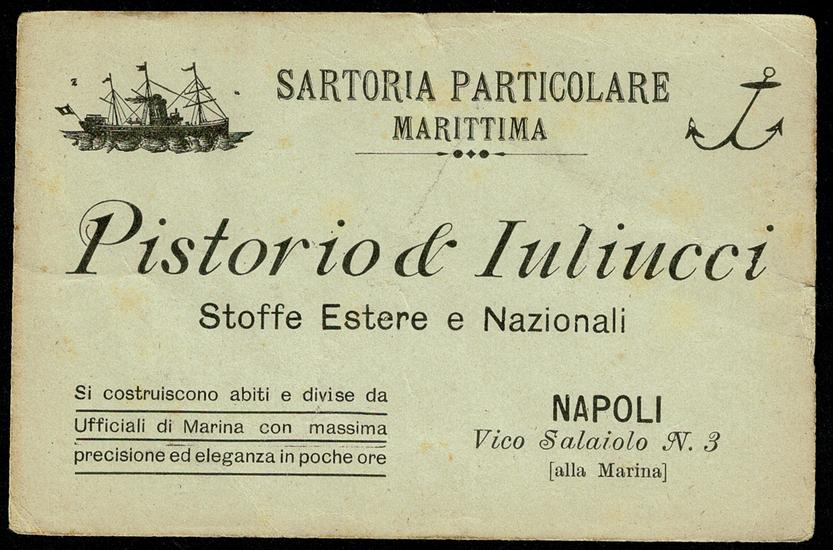 SARTORIA PARTICOLARE
MARITTIMA
Pistorio & Iuliucci
Stoffe Estere e Nazionali
Si costruiscono abiti e divise da
Ufficiali di Marina con massima
precisione ed eleganza in poche ore
NAPOLI
Vico Salaiolo N. 3
[alla Marina]